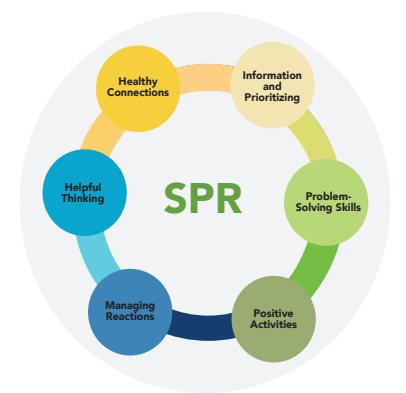 Healthy
Connections
Information
and
Prioritizing
Helpful
Thinking
SPR
Problem-
Solving Skills
Managing
Reactions
Positive
Activities